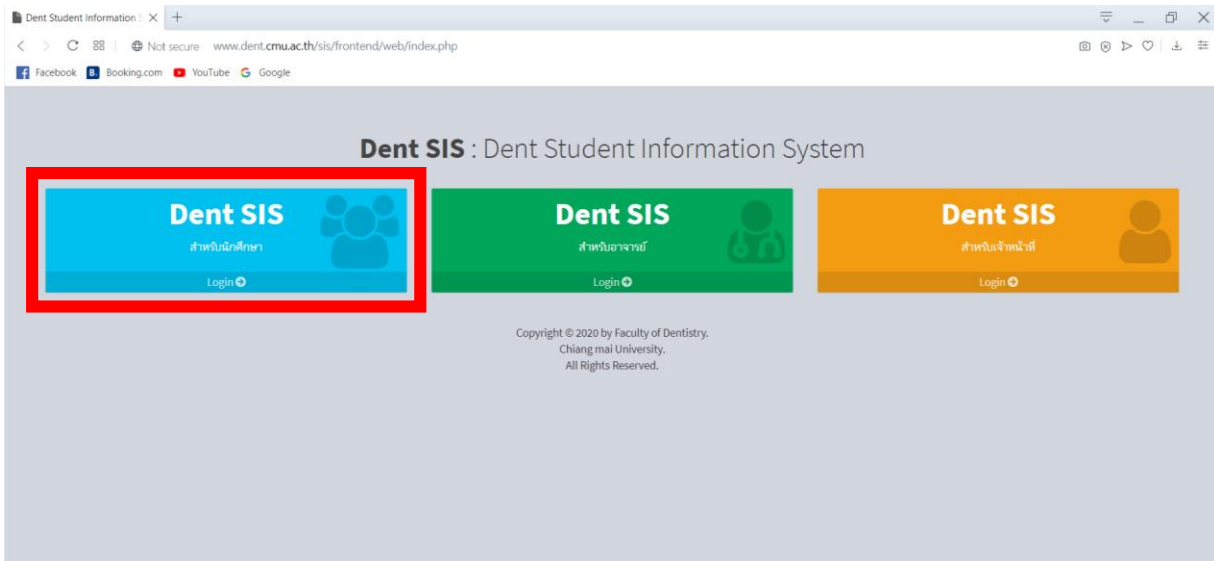 Dent Student Information S
Not secure www.dent.cmu.ac.th/sis/frontend/web/index.php
Facebook B. Booking.com YouTube G Google
Dent SIS : Dent Student Information System
Dent SIS
สำหรับนักศึกษา
Login
Dent SIS
สำหรับอาจารย์
Login
Dent SIS
สำหรับเจ้าหน้าที่
Login
Copyright © 2020 by Faculty of Dentistry.
Chiang mai University.
All Rights Reserved.